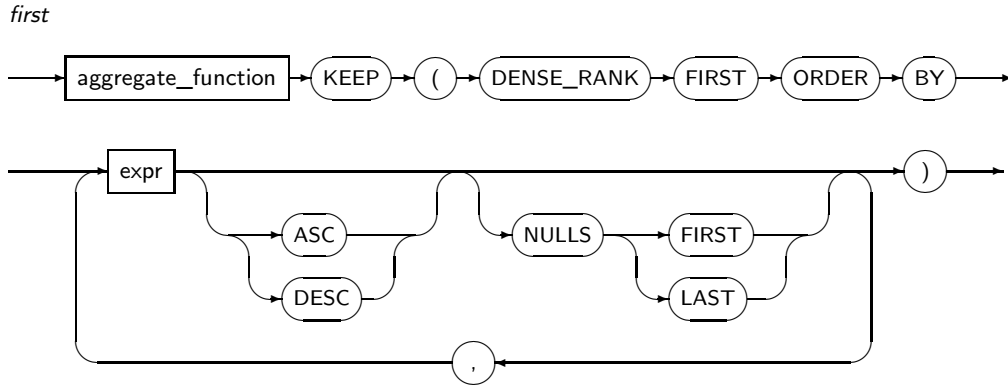 first
aggregate_function KEEP ( DENSE_RANK FIRST ORDER BY
expr )
ASC NULLS FIRST
DESC LAST
,